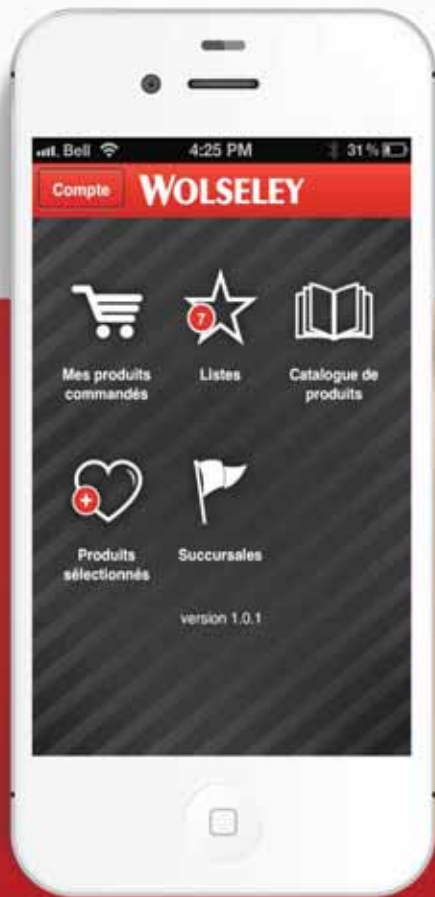 Bell 4:25 PM 31 %
Compte WOLSELEY
7
Mes produits
commandés
Listes
Catalogue de
produits
+
Produits
sélectionnés
Succursales
version 1.0.1